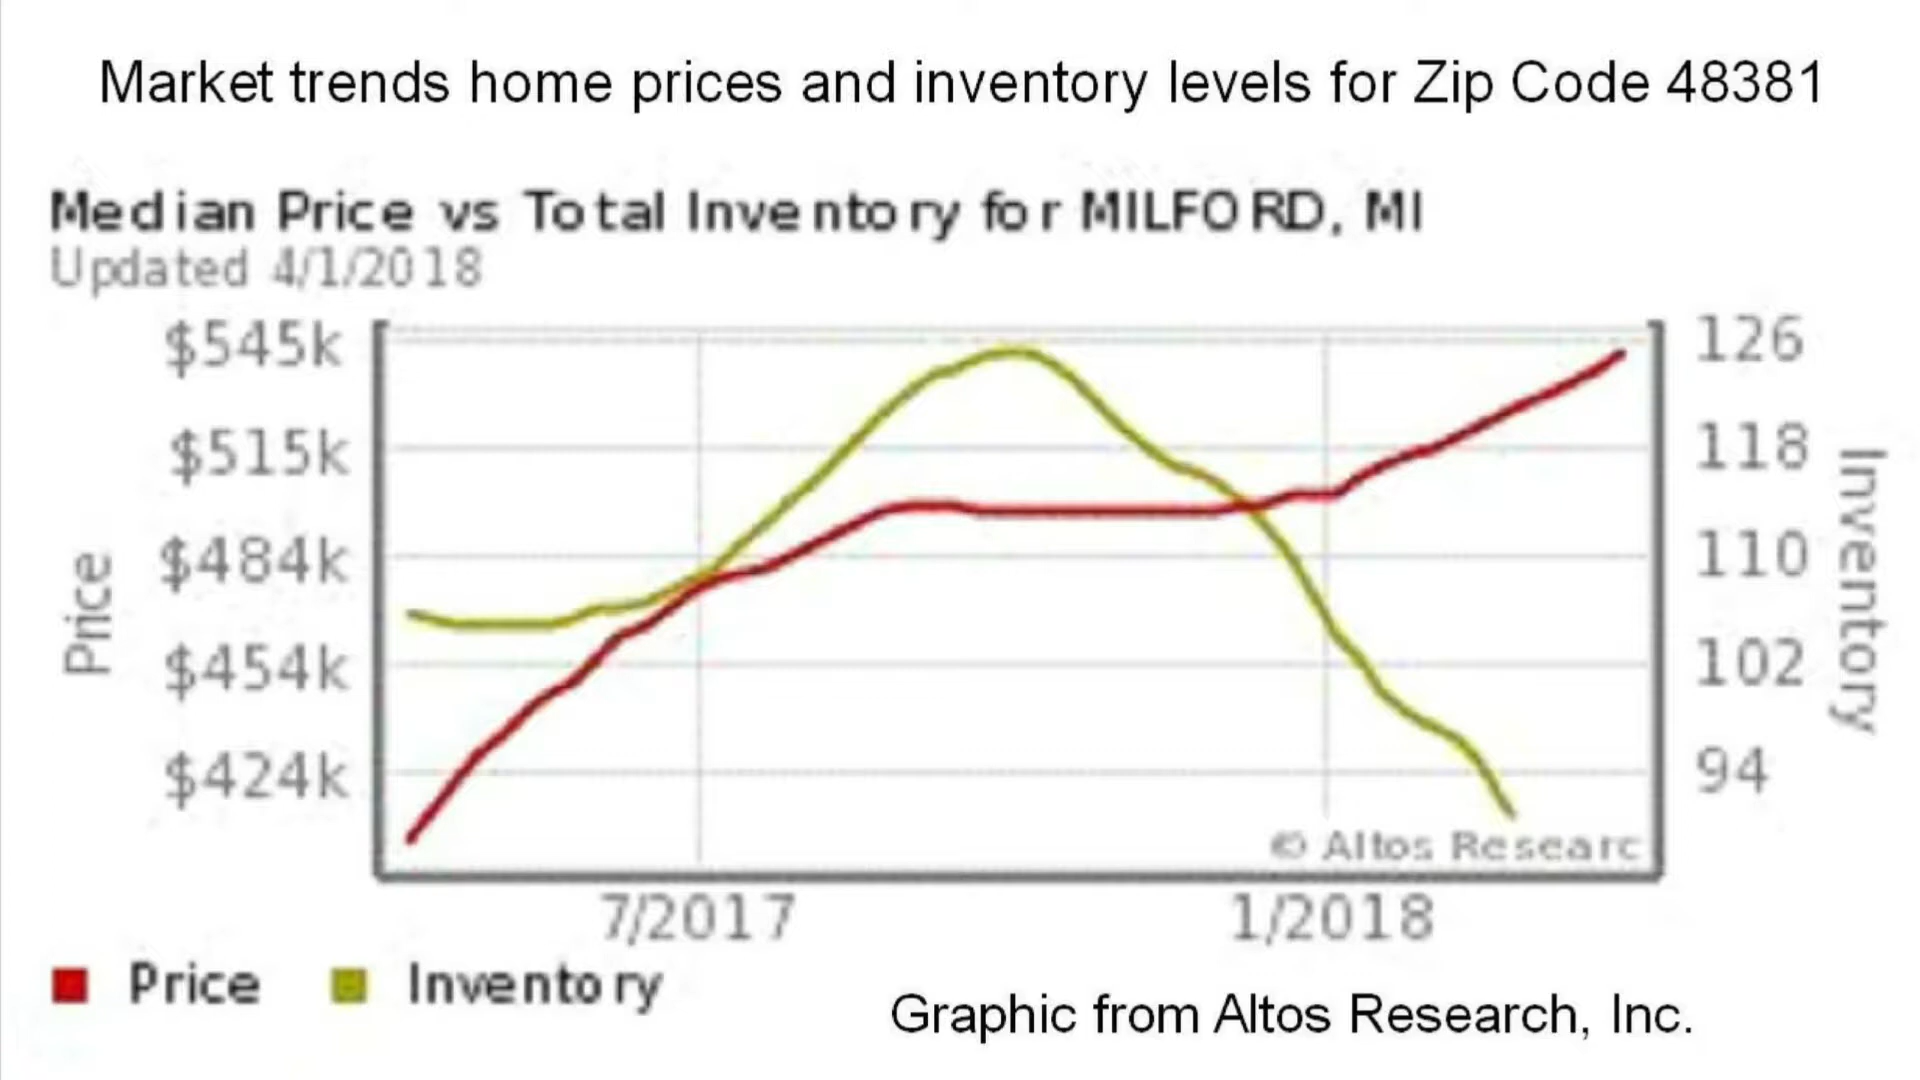 Market trends home prices and inventory levels for Zip Code 48381
Median Price vs Total Inventory for MILFORD, MI
Updated 4/1/2018
$545k
$515k
$484k
$454k
$424k
Price
126
118
110
102
94
Inventory
© Altos Researc
7/2017
1/2018
Price
Inventory
Graphic from Altos Research, Inc.